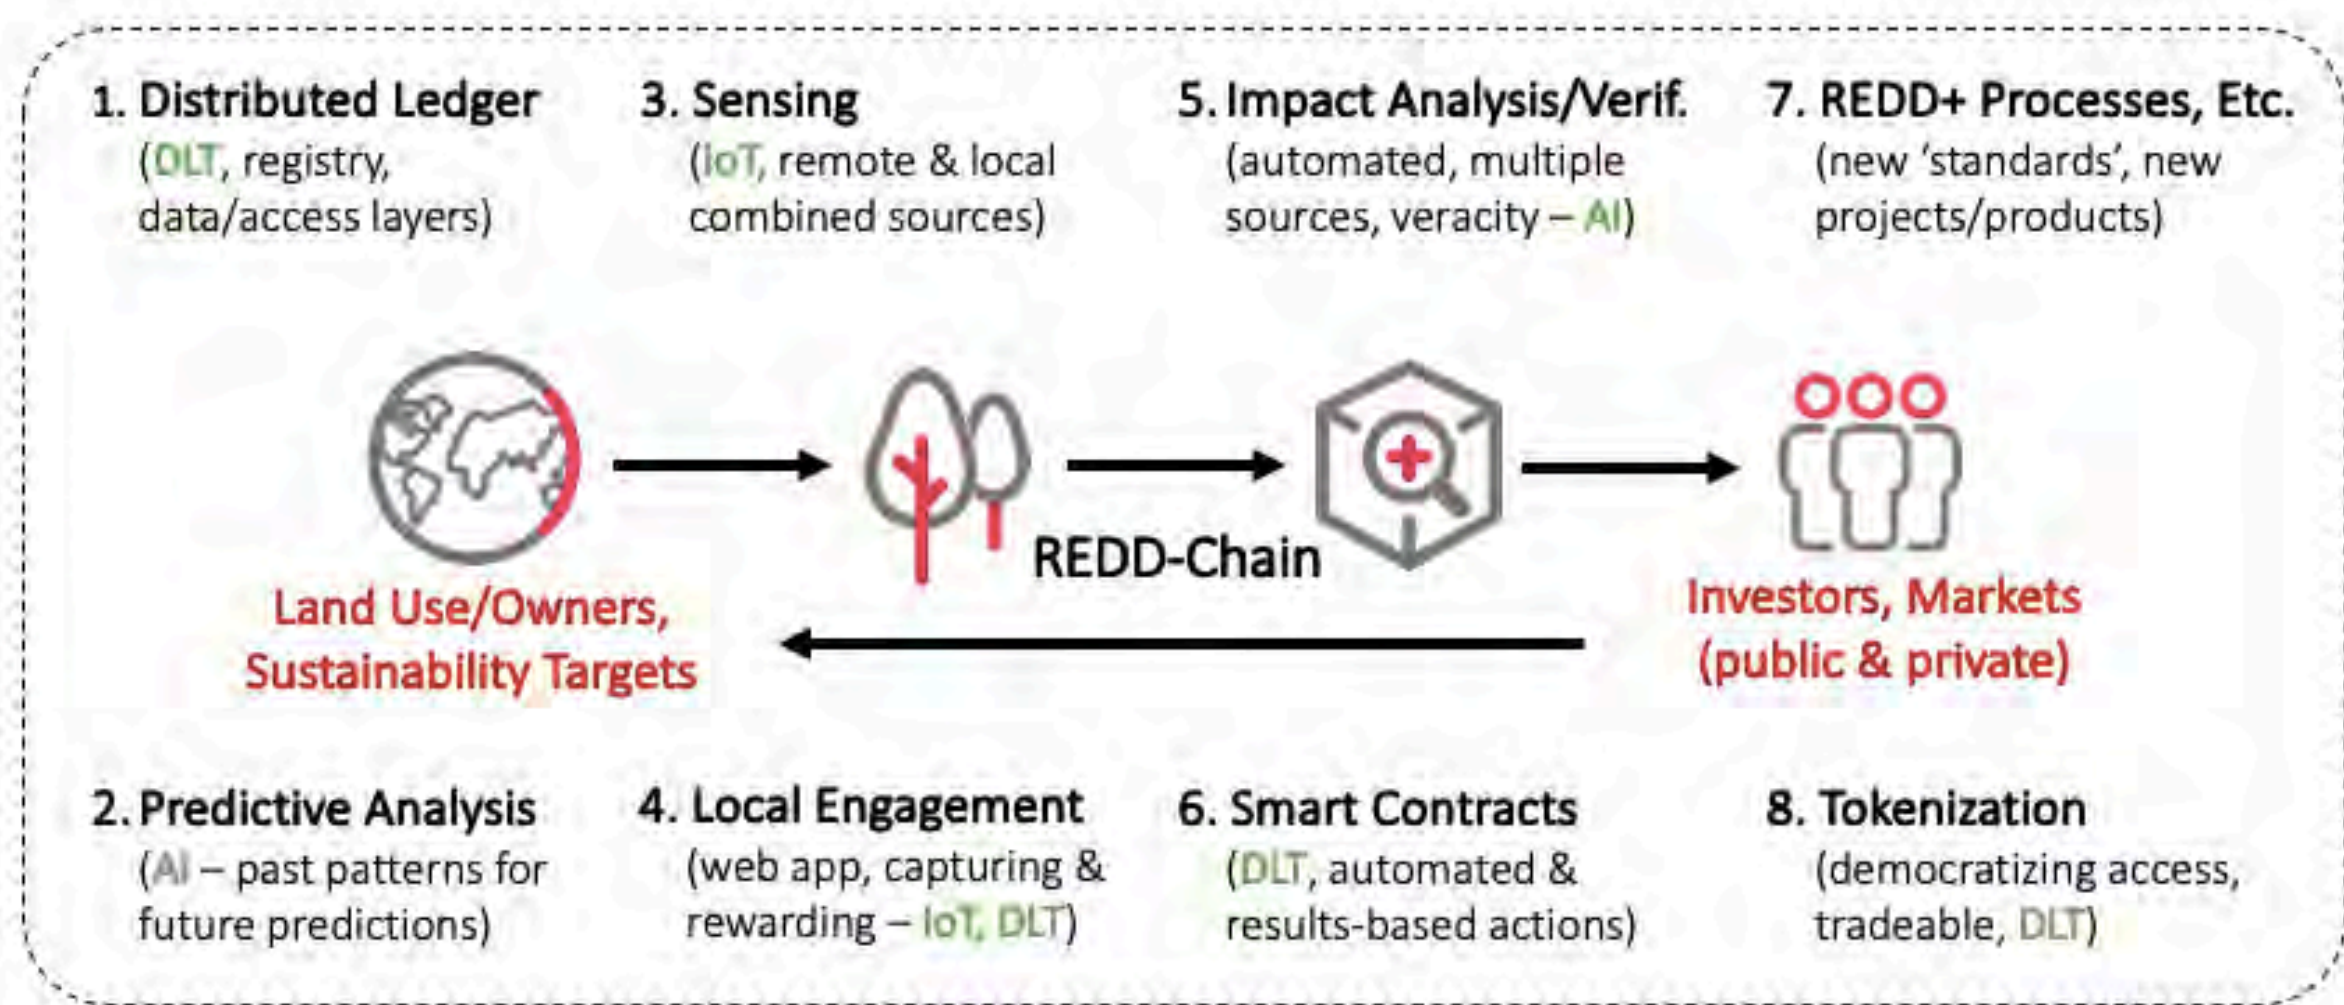 1. Distributed Ledger
(DLT, registry,
data/access layers)
3. Sensing
(IoT, remote & local
combined sources)
5. Impact Analysis/Verif.
(automated, multiple
sources, veracity – AI)
7. REDD+ Processes, Etc.
(new ‘standards’, new
projects/products)
REDD-Chain
Land Use/Owners,
Sustainability Targets
Investors, Markets
(public & private)
2. Predictive Analysis
(AI – past patterns for
future predictions)
4. Local Engagement
(web app, capturing &
rewarding – IoT, DLT)
6. Smart Contracts
(DLT, automated &
results-based actions)
8. Tokenization
(democratizing access,
tradeable, DLT)